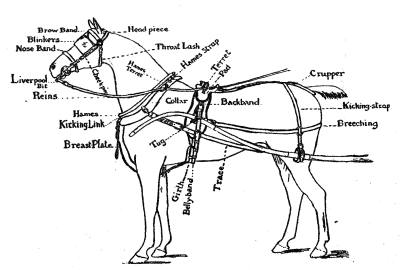 Brow Band
Head piece
Blinkers
Nose Band
Throat Lash
Hames Strap
Hames
Terret
Terret
Pad
Crupper
Liverpool
Bit
Reins
Collar
Backband
Kicking-strap
Hames
Kicking Link
Breeching
Breast Plate
Tug
Trace
Girth
Bellyband